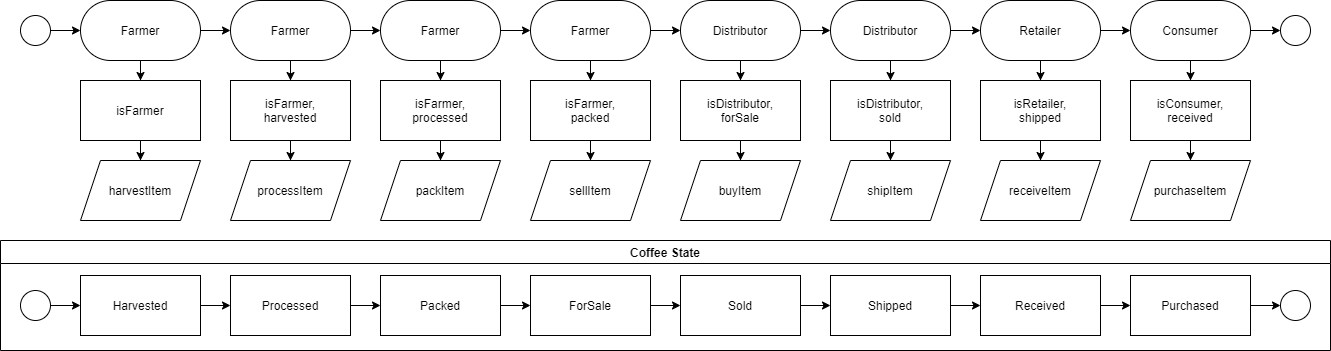 Farmer
Farmer
Farmer
Farmer
Distributor
Distributor
Retailer
Consumer
isFarmer
isFarmer,
harvested
isFarmer,
processed
isFarmer,
packed
isDistributor,
forSale
isDistributor,
sold
isRetailer,
shipped
isConsumer,
received
harvestItem
processItem
packItem
sellItem
buyItem
shipItem
receiveItem
purchaseItem
Coffee State
Harvested
Processed
Packed
ForSale
Sold
Shipped
Received
Purchased